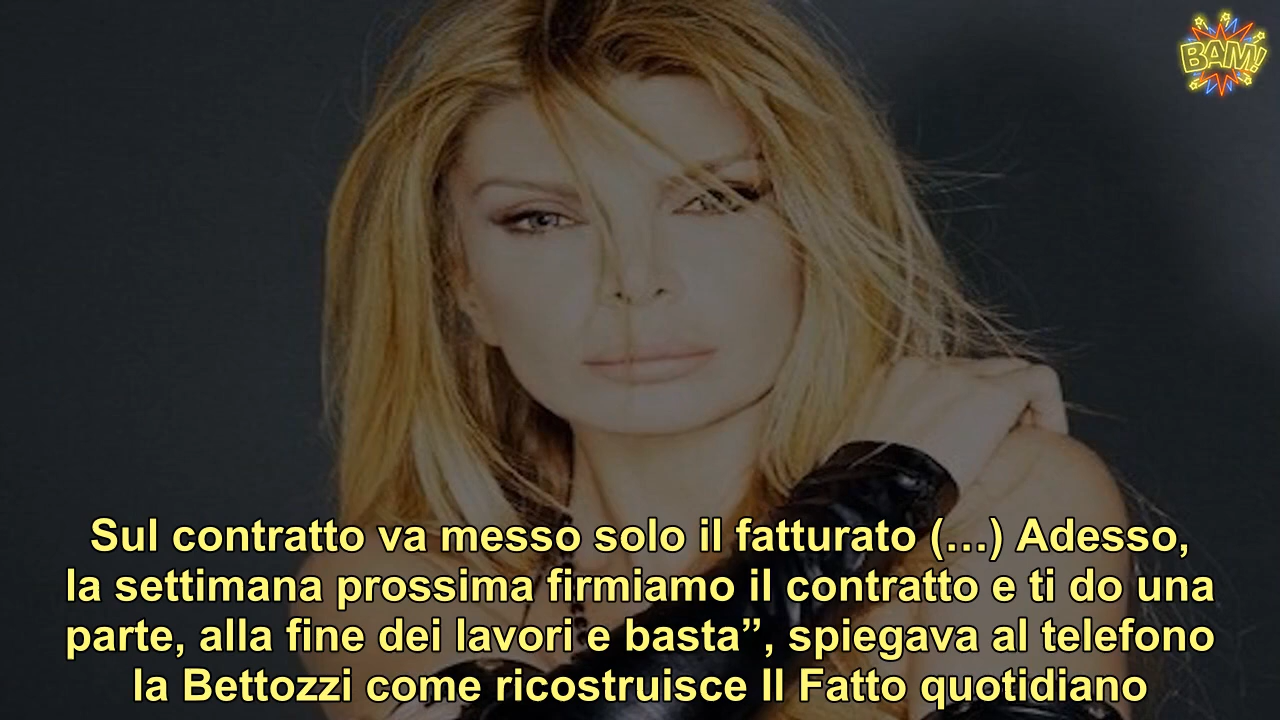 BAM!
Sul contratto va messo solo il fatturato (…) Adesso,
la settimana prossima firmiamo il contratto e ti do una
parte, alla fine dei lavori e basta”, spiegava al telefono
la Bettozzi come ricostruisce Il Fatto quotidiano